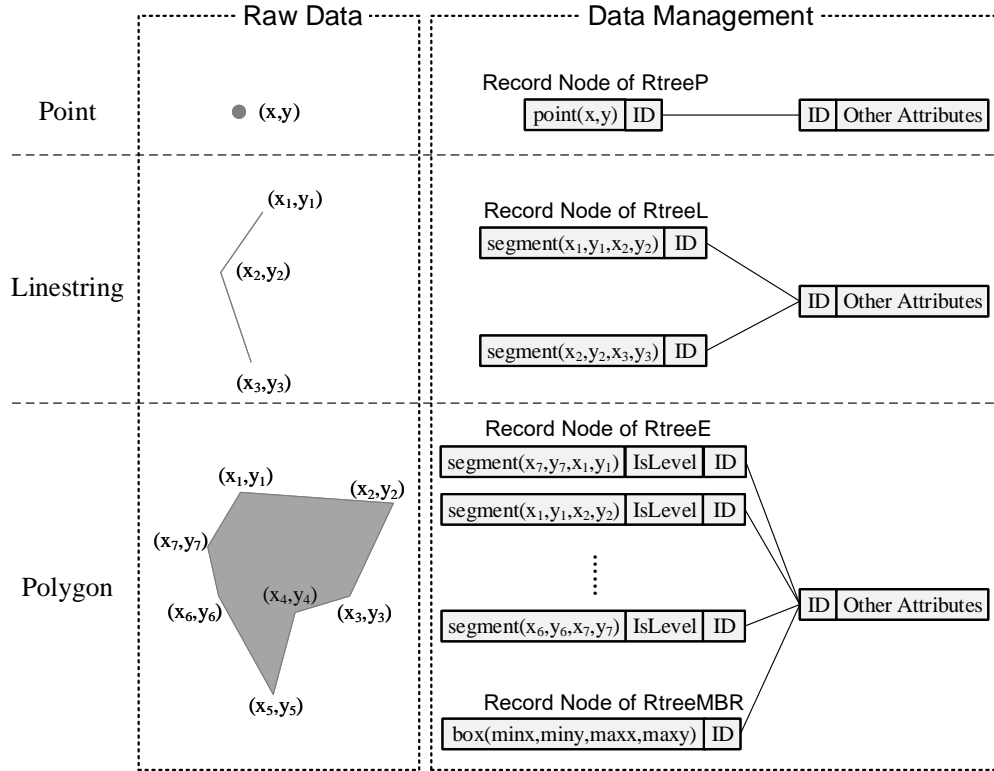 Raw Data
Data Management
Point
(x,y)
Record Node of RtreeP
point(x,y) ID
ID Other Attributes
Linestring
(x₁,y₁)
(x₂,y₂)
(x₃,y₃)
Record Node of RtreeL
segment(x₁,y₁,x₂,y₂) ID
segment(x₂,y₂,x₃,y₃) ID
ID Other Attributes
Polygon
(x₁,y₁)
(x₂,y₂)
(x₇,y₇)
(x₄,y₄)
(x₆,y₆)
(x₃,y₃)
(x₅,y₅)
Record Node of RtreeE
segment(x₇,y₇,x₁,y₁) IsLevel ID
segment(x₁,y₁,x₂,y₂) IsLevel ID
segment(x₆,y₆,x₇,y₇) IsLevel ID
ID Other Attributes
Record Node of RtreeMBR
box(minx,miny,maxx,maxy) ID